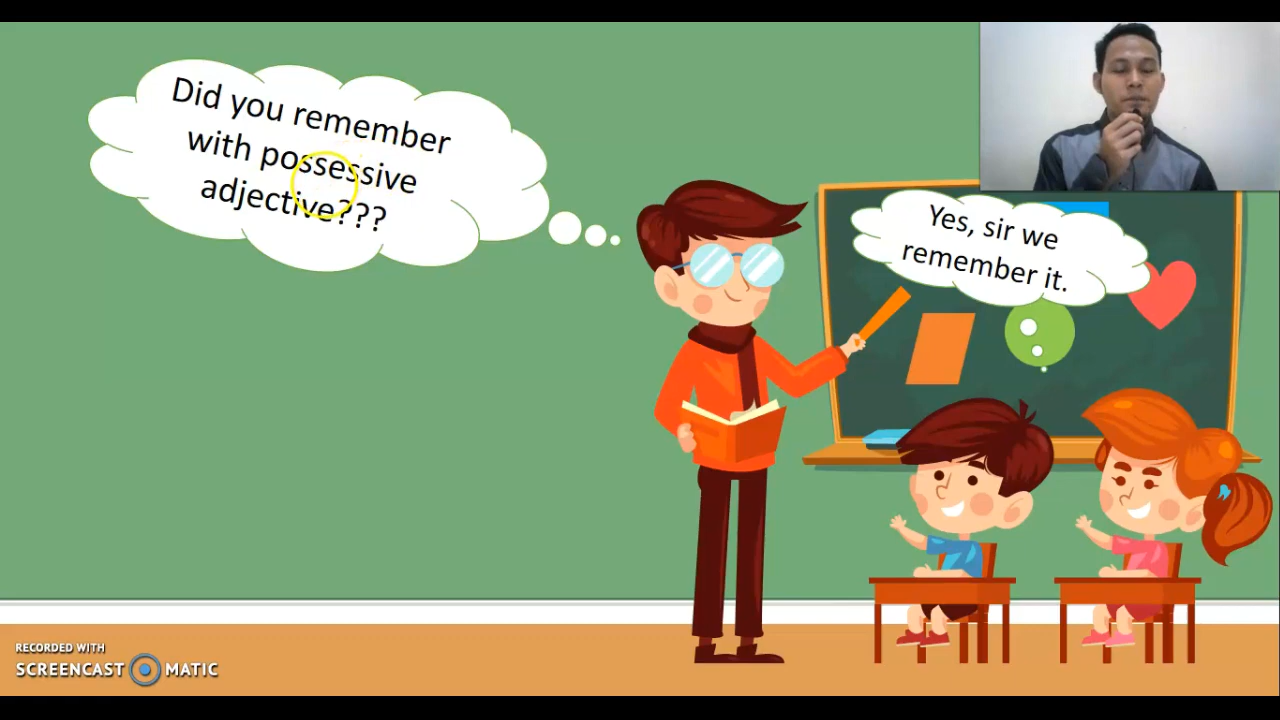 Did you remember
with possessive
adjective???
Yes, sir we
remember it.
RECORDED WITH
SCREENCAST MATIC